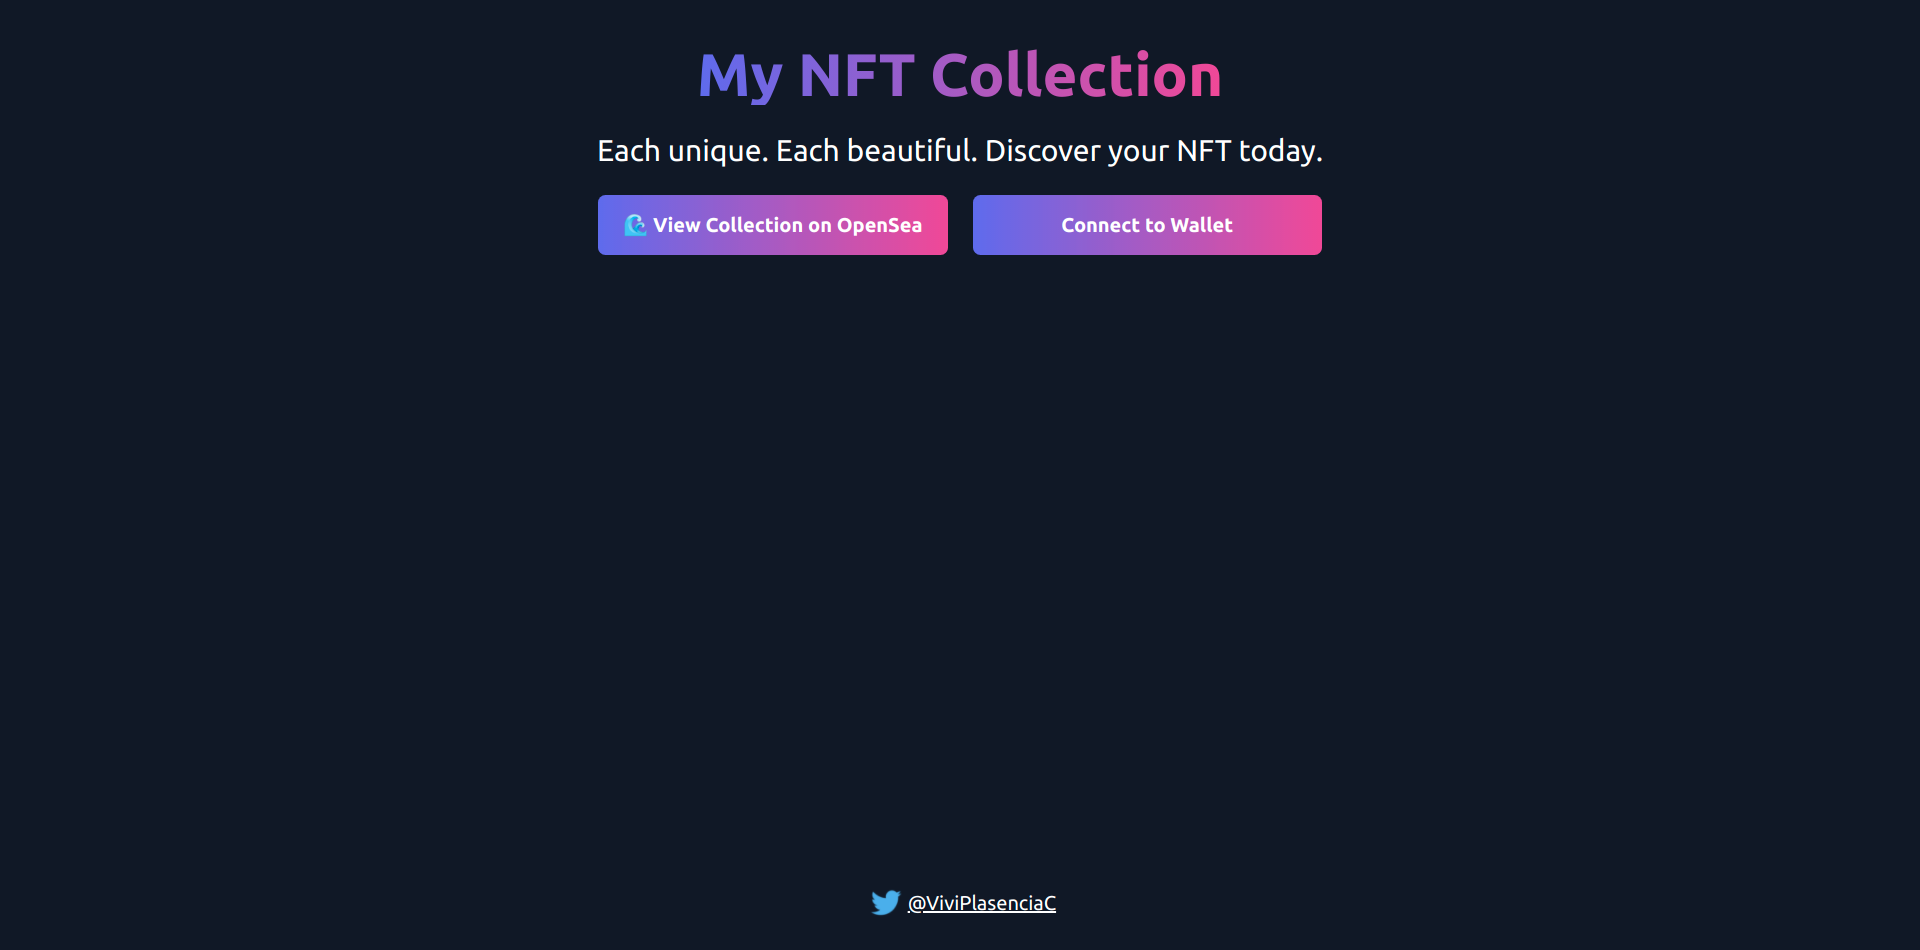 My NFT Collection
Each unique. Each beautiful. Discover your NFT today.
🌊 View Collection on OpenSea
Connect to Wallet
@ViviPlasenciaC